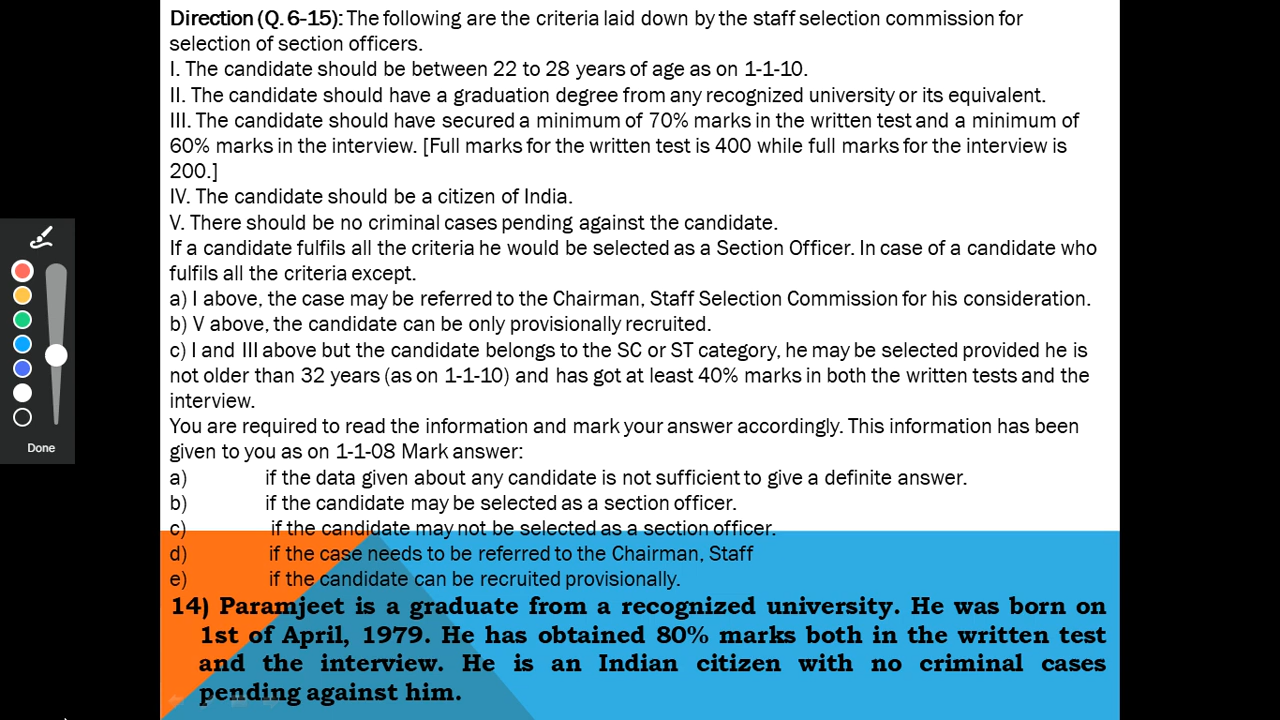 Direction (Q. 6-15): The following are the criteria laid down by the staff selection commission for
selection of section officers.
I. The candidate should be between 22 to 28 years of age as on 1-1-10.
II. The candidate should have a graduation degree from any recognized university or its equivalent.
III. The candidate should have secured a minimum of 70% marks in the written test and a minimum of
60% marks in the interview. [Full marks for the written test is 400 while full marks for the interview is
200.]
IV. The candidate should be a citizen of India.
V. There should be no criminal cases pending against the candidate.
If a candidate fulfils all the criteria he would be selected as a Section Officer. In case of a candidate who
fulfils all the criteria except.
a) I above, the case may be referred to the Chairman, Staff Selection Commission for his consideration.
b) V above, the candidate can be only provisionally recruited.
c) I and III above but the candidate belongs to the SC or ST category, he may be selected provided he is
not older than 32 years (as on 1-1-10) and has got at least 40% marks in both the written tests and the
interview.
You are required to read the information and mark your answer accordingly. This information has been
given to you as on 1-1-08 Mark answer:
a) if the data given about any candidate is not sufficient to give a definite answer.
b) if the candidate may be selected as a section officer.
c) if the candidate may not be selected as a section officer.
d) if the case needs to be referred to the Chairman, Staff
e) if the candidate can be recruited provisionally.
14) Paramjeet is a graduate from a recognized university. He was born on
1st of April, 1979. He has obtained 80% marks both in the written test
and the interview. He is an Indian citizen with no criminal cases
pending against him.
Done